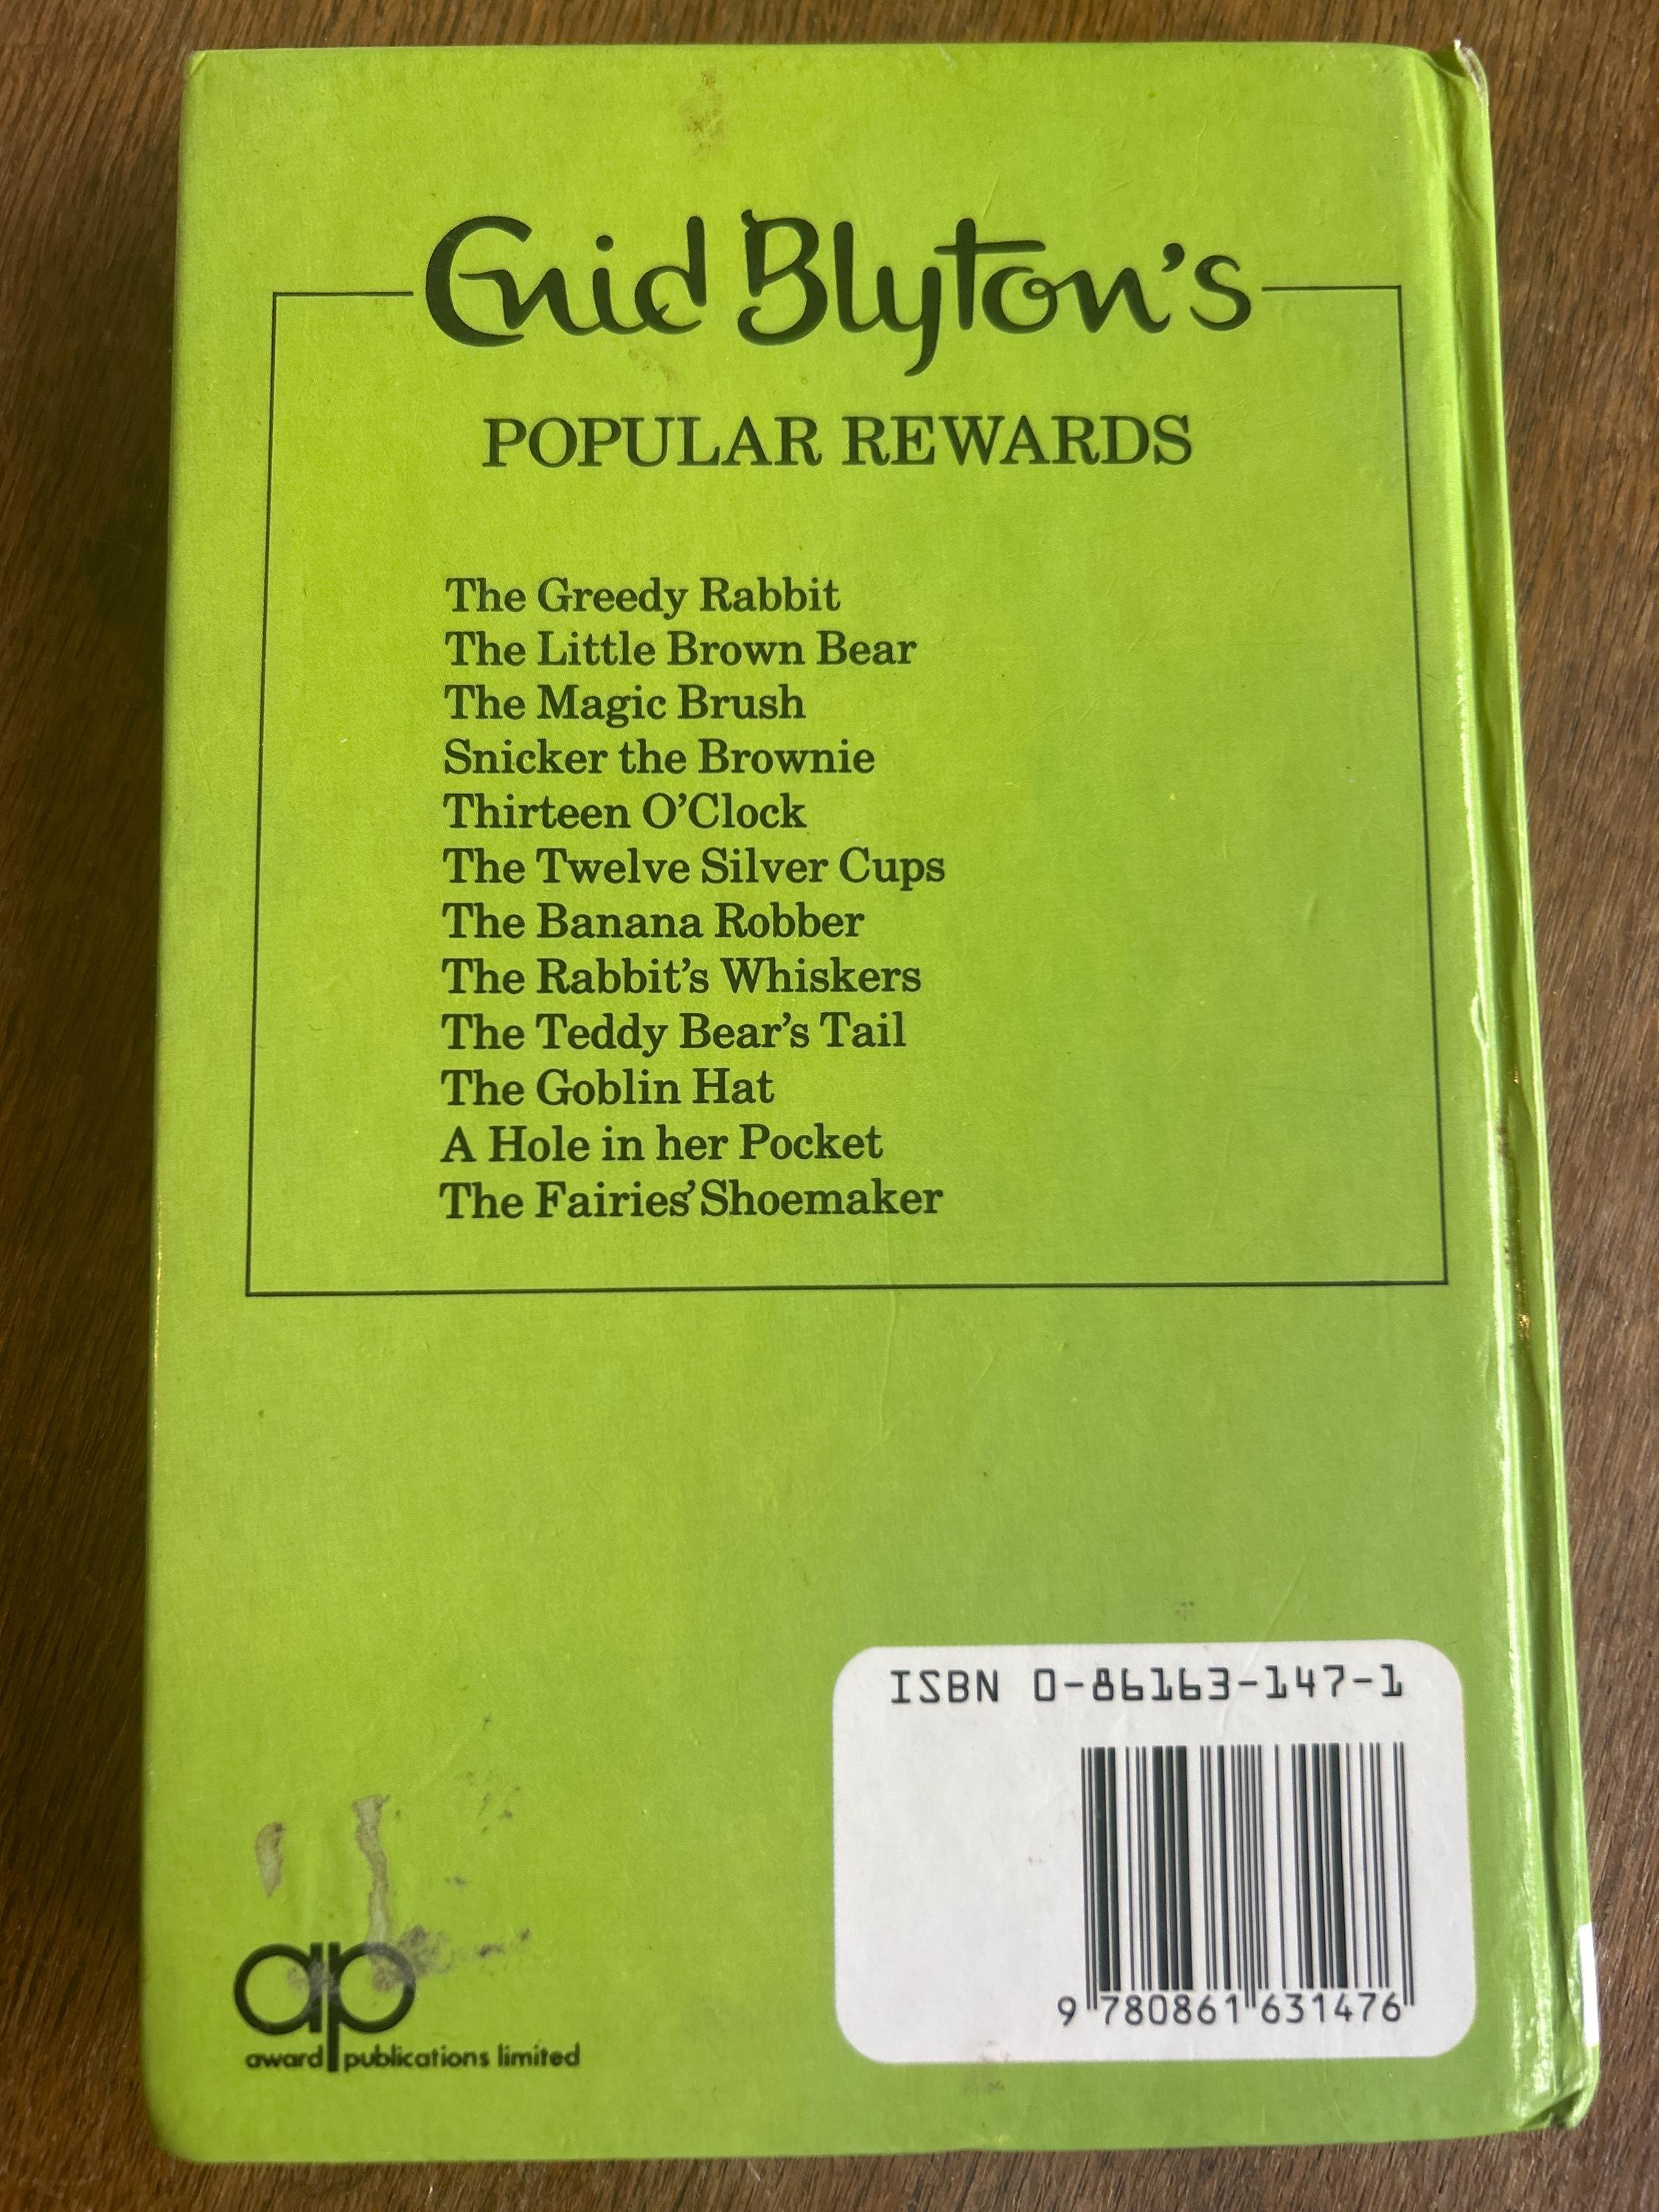 Enid Blyton's
POPULAR REWARDS
The Greedy Rabbit
The Little Brown Bear
The Magic Brush
Snicker the Brownie
Thirteen O'Clock
The Twelve Silver Cups
The Banana Robber
The Rabbit's Whiskers
The Teddy Bear's Tail
The Goblin Hat
A Hole in her Pocket
The Fairies' Shoemaker
ISBN 0-86163-147-1
9 780861 631476
ap
award publications limited